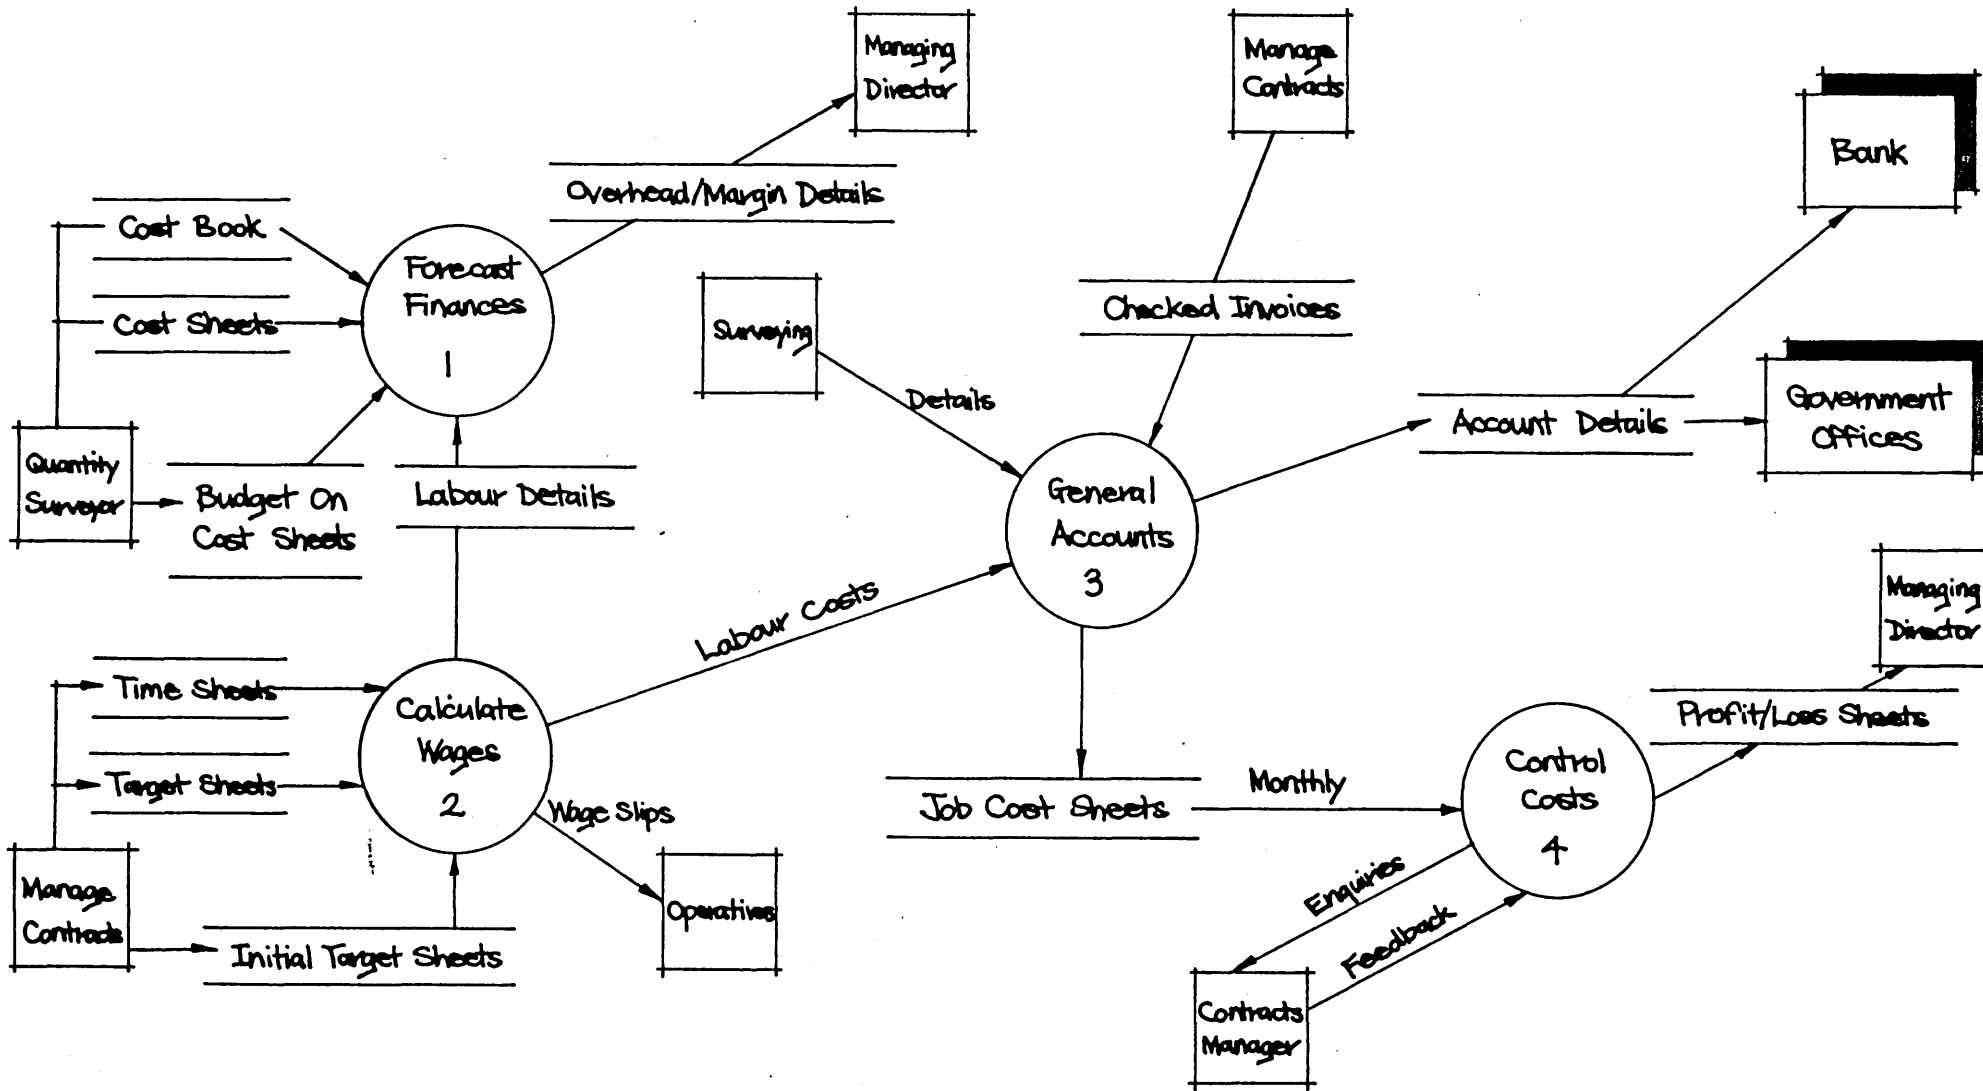 Managing
Director
Manage
Contracts
Bank
Overhead/Margin Details
Cost Book
Forecast
Finances
1
Cost Sheets
Surveying
Checked Invoices
Details
Government
Offices
Account Details
Quantity
Surveyor
Budget On
Cost Sheets
Labour Details
General
Accounts
3
Labour Costs
Managing
Director
Time Sheets
Calculate
Wages
2
Target Sheets
Wage Slips
Profit/Loss Sheets
Control
Costs
4
Monthly
Job Cost Sheets
Manage
Contracts
Operatives
Initial Target Sheets
Enquiries
Feedback
Contracts
Manager